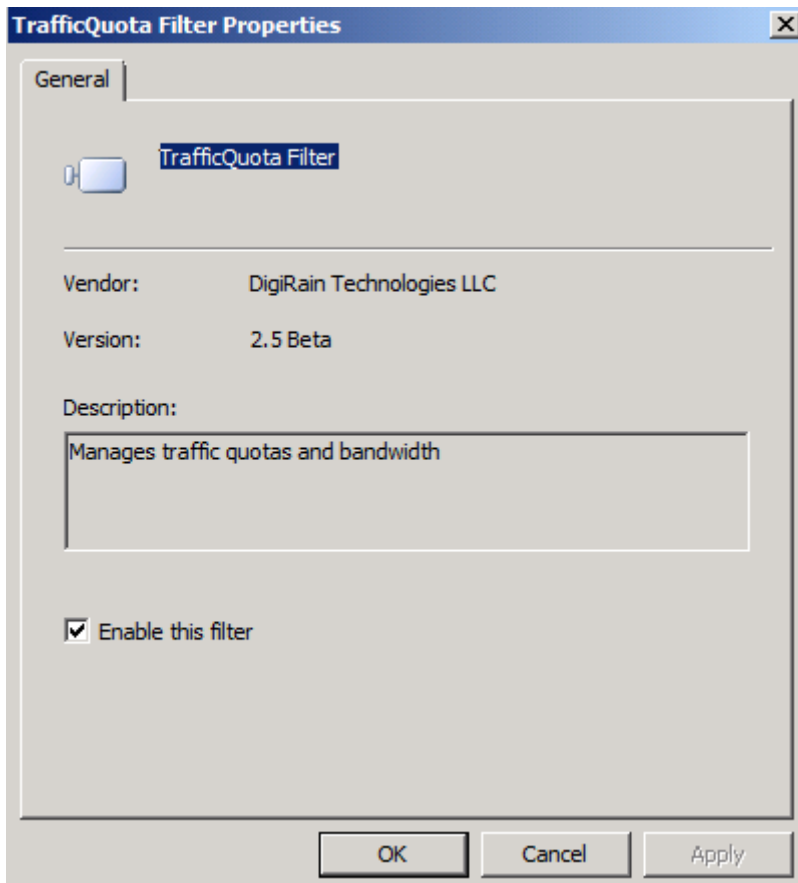 TrafficQuota Filter Properties
General
TrafficQuota Filter
Vendor: DigiRain Technologies LLC
Version: 2.5 Beta
Description:
Manages traffic quotas and bandwidth
Enable this filter
OK Cancel Apply